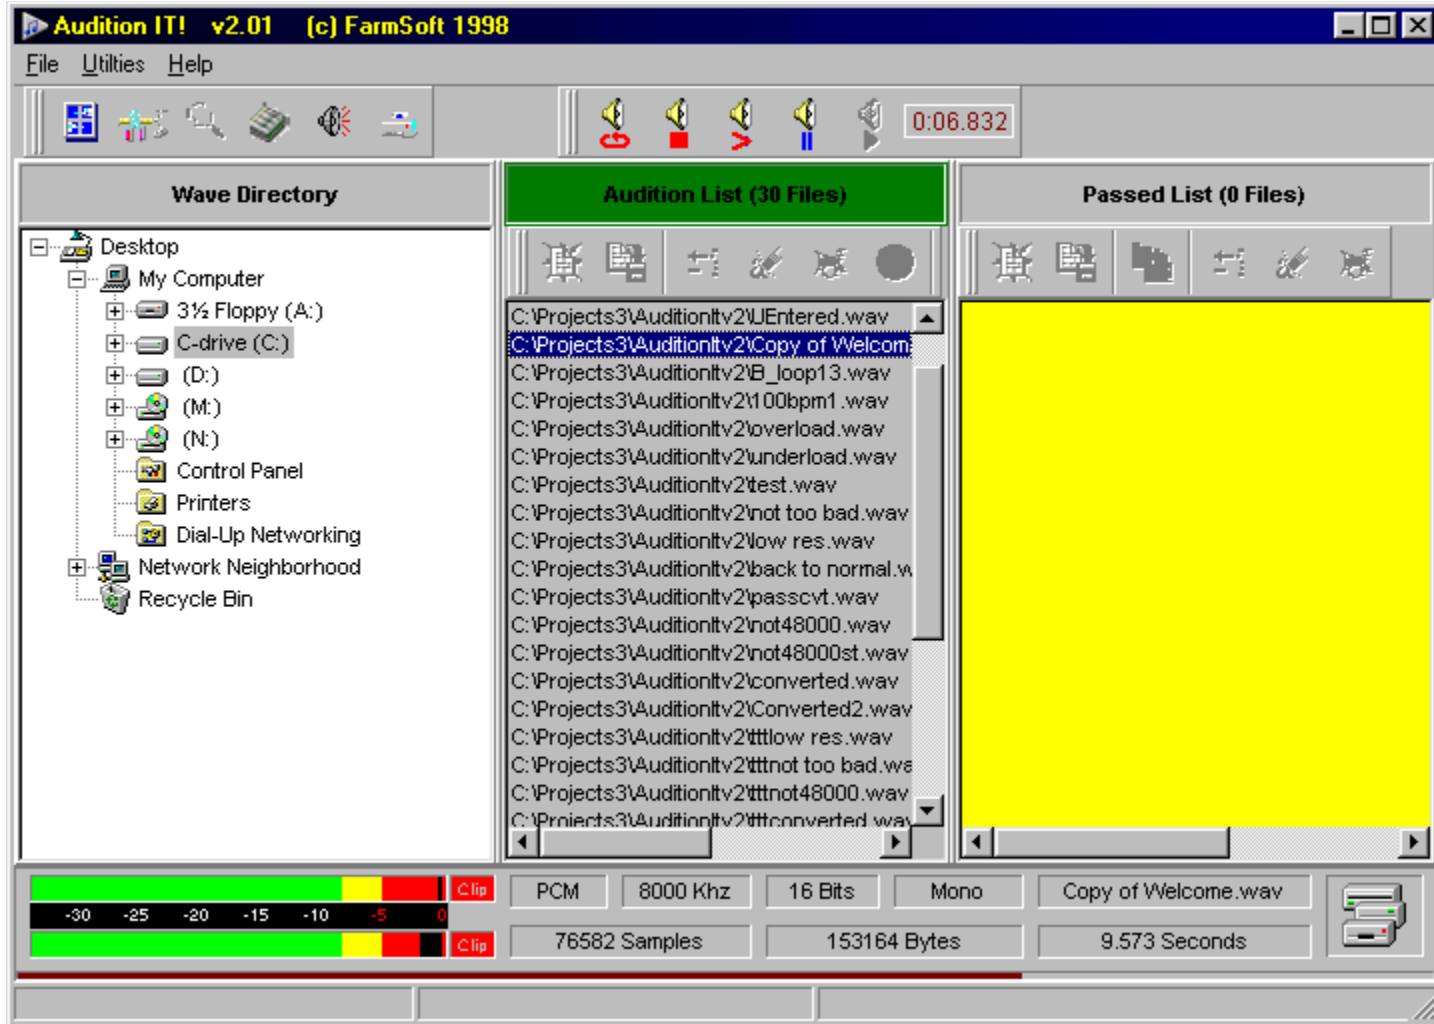 Audition IT! v2.01 (c) FarmSoft 1998
File Utilties Help
0:06.832
Wave Directory
Audition List (30 Files)
Passed List (0 Files)
Desktop
My Computer
3½ Floppy (A:)
C-drive (C:)
(D:)
(M:)
(N:)
Control Panel
Printers
Dial-Up Networking
Network Neighborhood
Recycle Bin
C:\Projects3\AuditionItv2\UEntered.wav
C:\Projects3\AuditionItv2\Copy of Welcom
C:\Projects3\AuditionItv2\B_loop13.wav
C:\Projects3\AuditionItv2\100bpm1.wav
C:\Projects3\AuditionItv2\overload.wav
C:\Projects3\AuditionItv2\underload.wav
C:\Projects3\AuditionItv2\test.wav
C:\Projects3\AuditionItv2\not too bad.wav
C:\Projects3\AuditionItv2\low res.wav
C:\Projects3\AuditionItv2\back to normal.w
C:\Projects3\AuditionItv2\passcvt.wav
C:\Projects3\AuditionItv2\not48000.wav
C:\Projects3\AuditionItv2\not48000st.wav
C:\Projects3\AuditionItv2\converted.wav
C:\Projects3\AuditionItv2\Converted2.wav
C:\Projects3\AuditionItv2\tttlow res.wav
C:\Projects3\AuditionItv2\tttnot too bad.wa
C:\Projects3\AuditionItv2\tttnot48000.wav
C:\Projects3\AuditionItv2\tttconverted.wav
Clip
-30 -25 -20 -15 -10 -5 0
Clip
PCM
8000 Khz
16 Bits
Mono
Copy of Welcome.wav
76582 Samples
153164 Bytes
9.573 Seconds